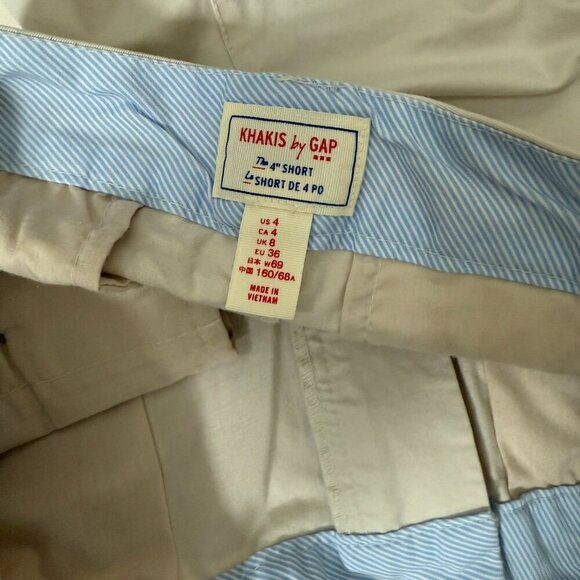 KHAKIS by GAP
The 4" SHORT
Le SHORT DE 4 PO
US 4
CA 4
UK 8
EU 36
日本 W69
中国 160/68A
MADE IN
VIETNAM